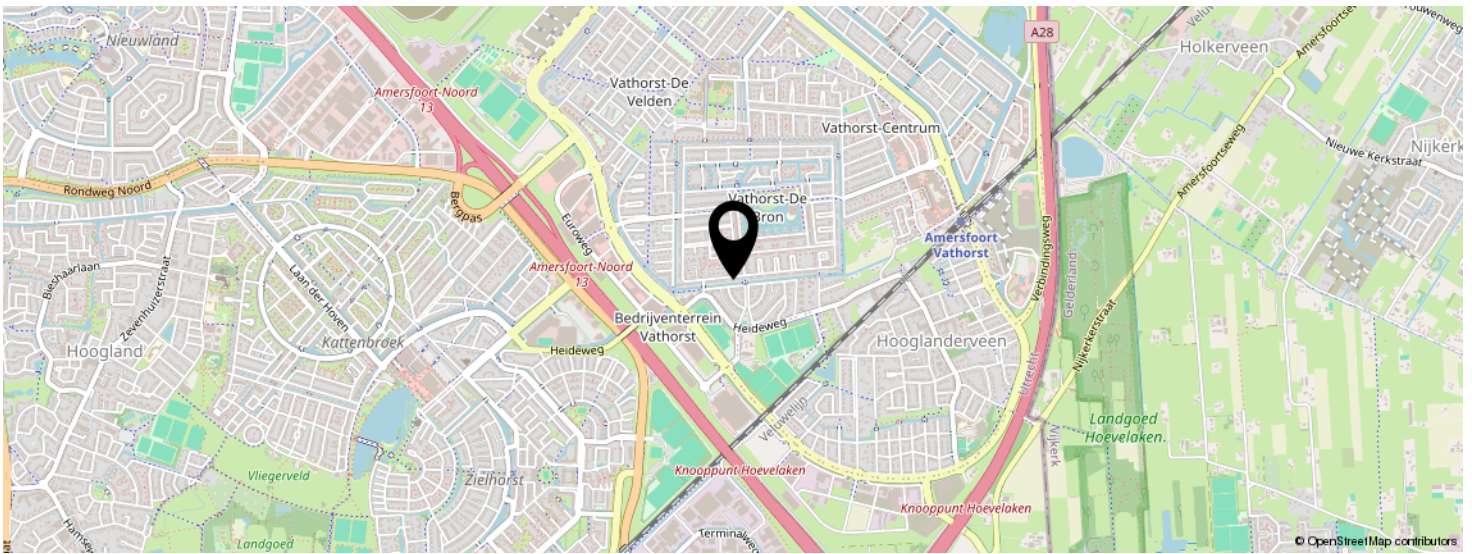 Nieuwland
Amersfoort-Noord
13
Vathorst-De
Velden
A28
Holkerveen
Vathorst-Centrum
Amersfoortseweg
Nieuwe Kerkstraat
Nijkerk
Rondweg Noord
Bergpas
Euroweg
Vathorst-De
Bron
Amersfoortseweg
Amersfoort
Vathorst
Verbindingsweg
Gelderland
Bieshaarlaan
Zevenhuizerstraat
Laan der Hoven
Amersfoort-Noord
13
Bedrijventerrein
Vathorst
Heideweg
Heideweg
Hooglanderveen
Nijkerkerstraat
Hoogland
Kattenbroek
Utrecht
Veluwelijn
Landgoed
Hoevelaken
Nijkerk
Vliegerveld
Zielhorst
Knooppunt Hoevelaken
Knooppunt Hoevelaken
Landgoed
© OpenStreetMap contributors